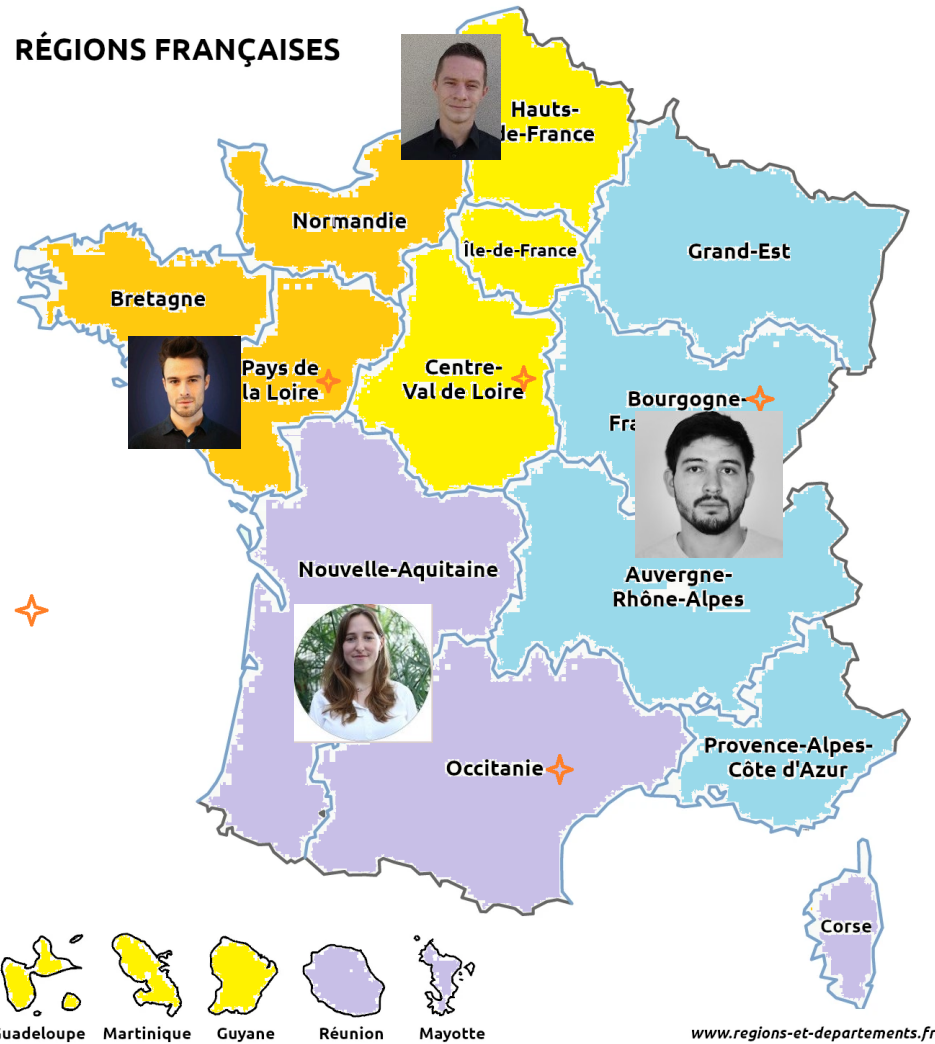 RÉGIONS FRANÇAISES
Hauts-
de-France
Normandie
Île-de-France
Grand-Est
Bretagne
Pays de
la Loire
Centre-
Val de Loire
Bourgogne-
Nouvelle-Aquitaine
Auvergne-
Rhône-Alpes
Occitanie
Provence-Alpes-
Côte d'Azur
Corse
Guadeloupe
Martinique
Guyane
Réunion
Mayotte
www.regions-et-departements.fr